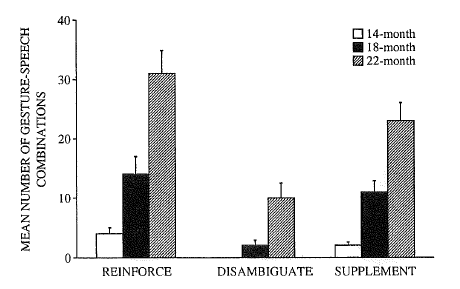 MEAN NUMBER OF GESTURE-SPEECH
COMBINATIONS
40
30
20
10
0
14-month
18-month
22-month
REINFORCE
DISAMBIGUATE
SUPPLEMENT